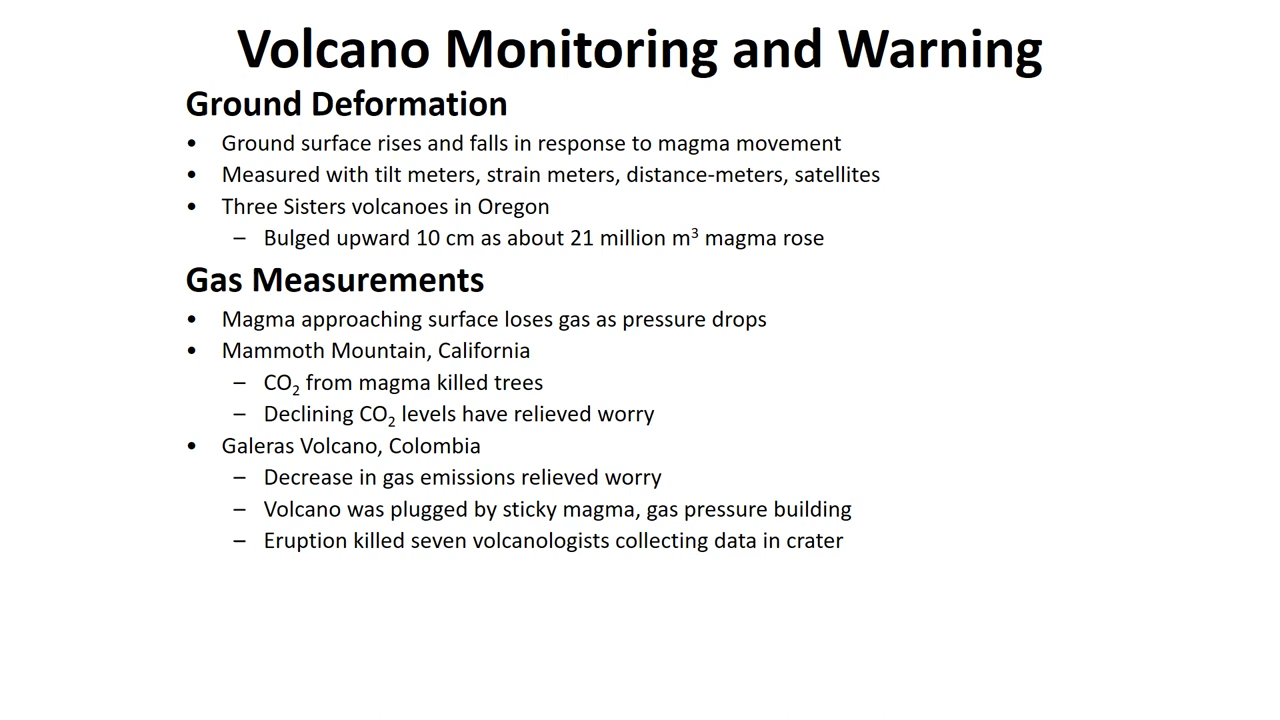 Volcano Monitoring and Warning
Ground Deformation
• Ground surface rises and falls in response to magma movement
• Measured with tilt meters, strain meters, distance-meters, satellites
• Three Sisters volcanoes in Oregon
– Bulged upward 10 cm as about 21 million m³ magma rose
Gas Measurements
• Magma approaching surface loses gas as pressure drops
• Mammoth Mountain, California
– CO₂ from magma killed trees
– Declining CO₂ levels have relieved worry
• Galeras Volcano, Colombia
– Decrease in gas emissions relieved worry
– Volcano was plugged by sticky magma, gas pressure building
– Eruption killed seven volcanologists collecting data in crater